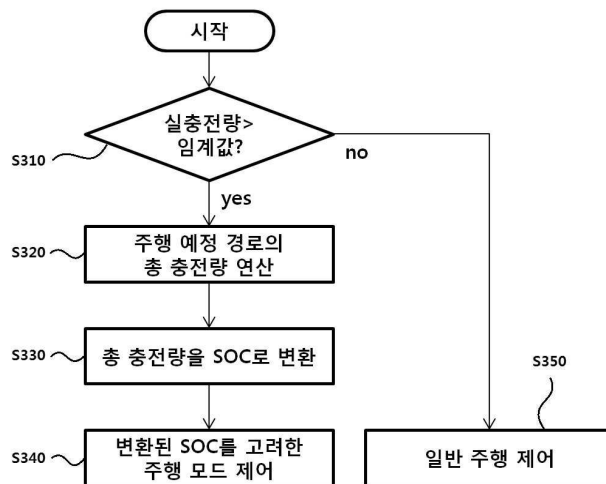 시작
실충전량>
임계값?
S310
no
yes
S320
주행 예정 경로의
총 충전량 연산
S330
총 충전량을 SOC로 변환
S350
S340
변환된 SOC를 고려한
주행 모드 제어
일반 주행 제어